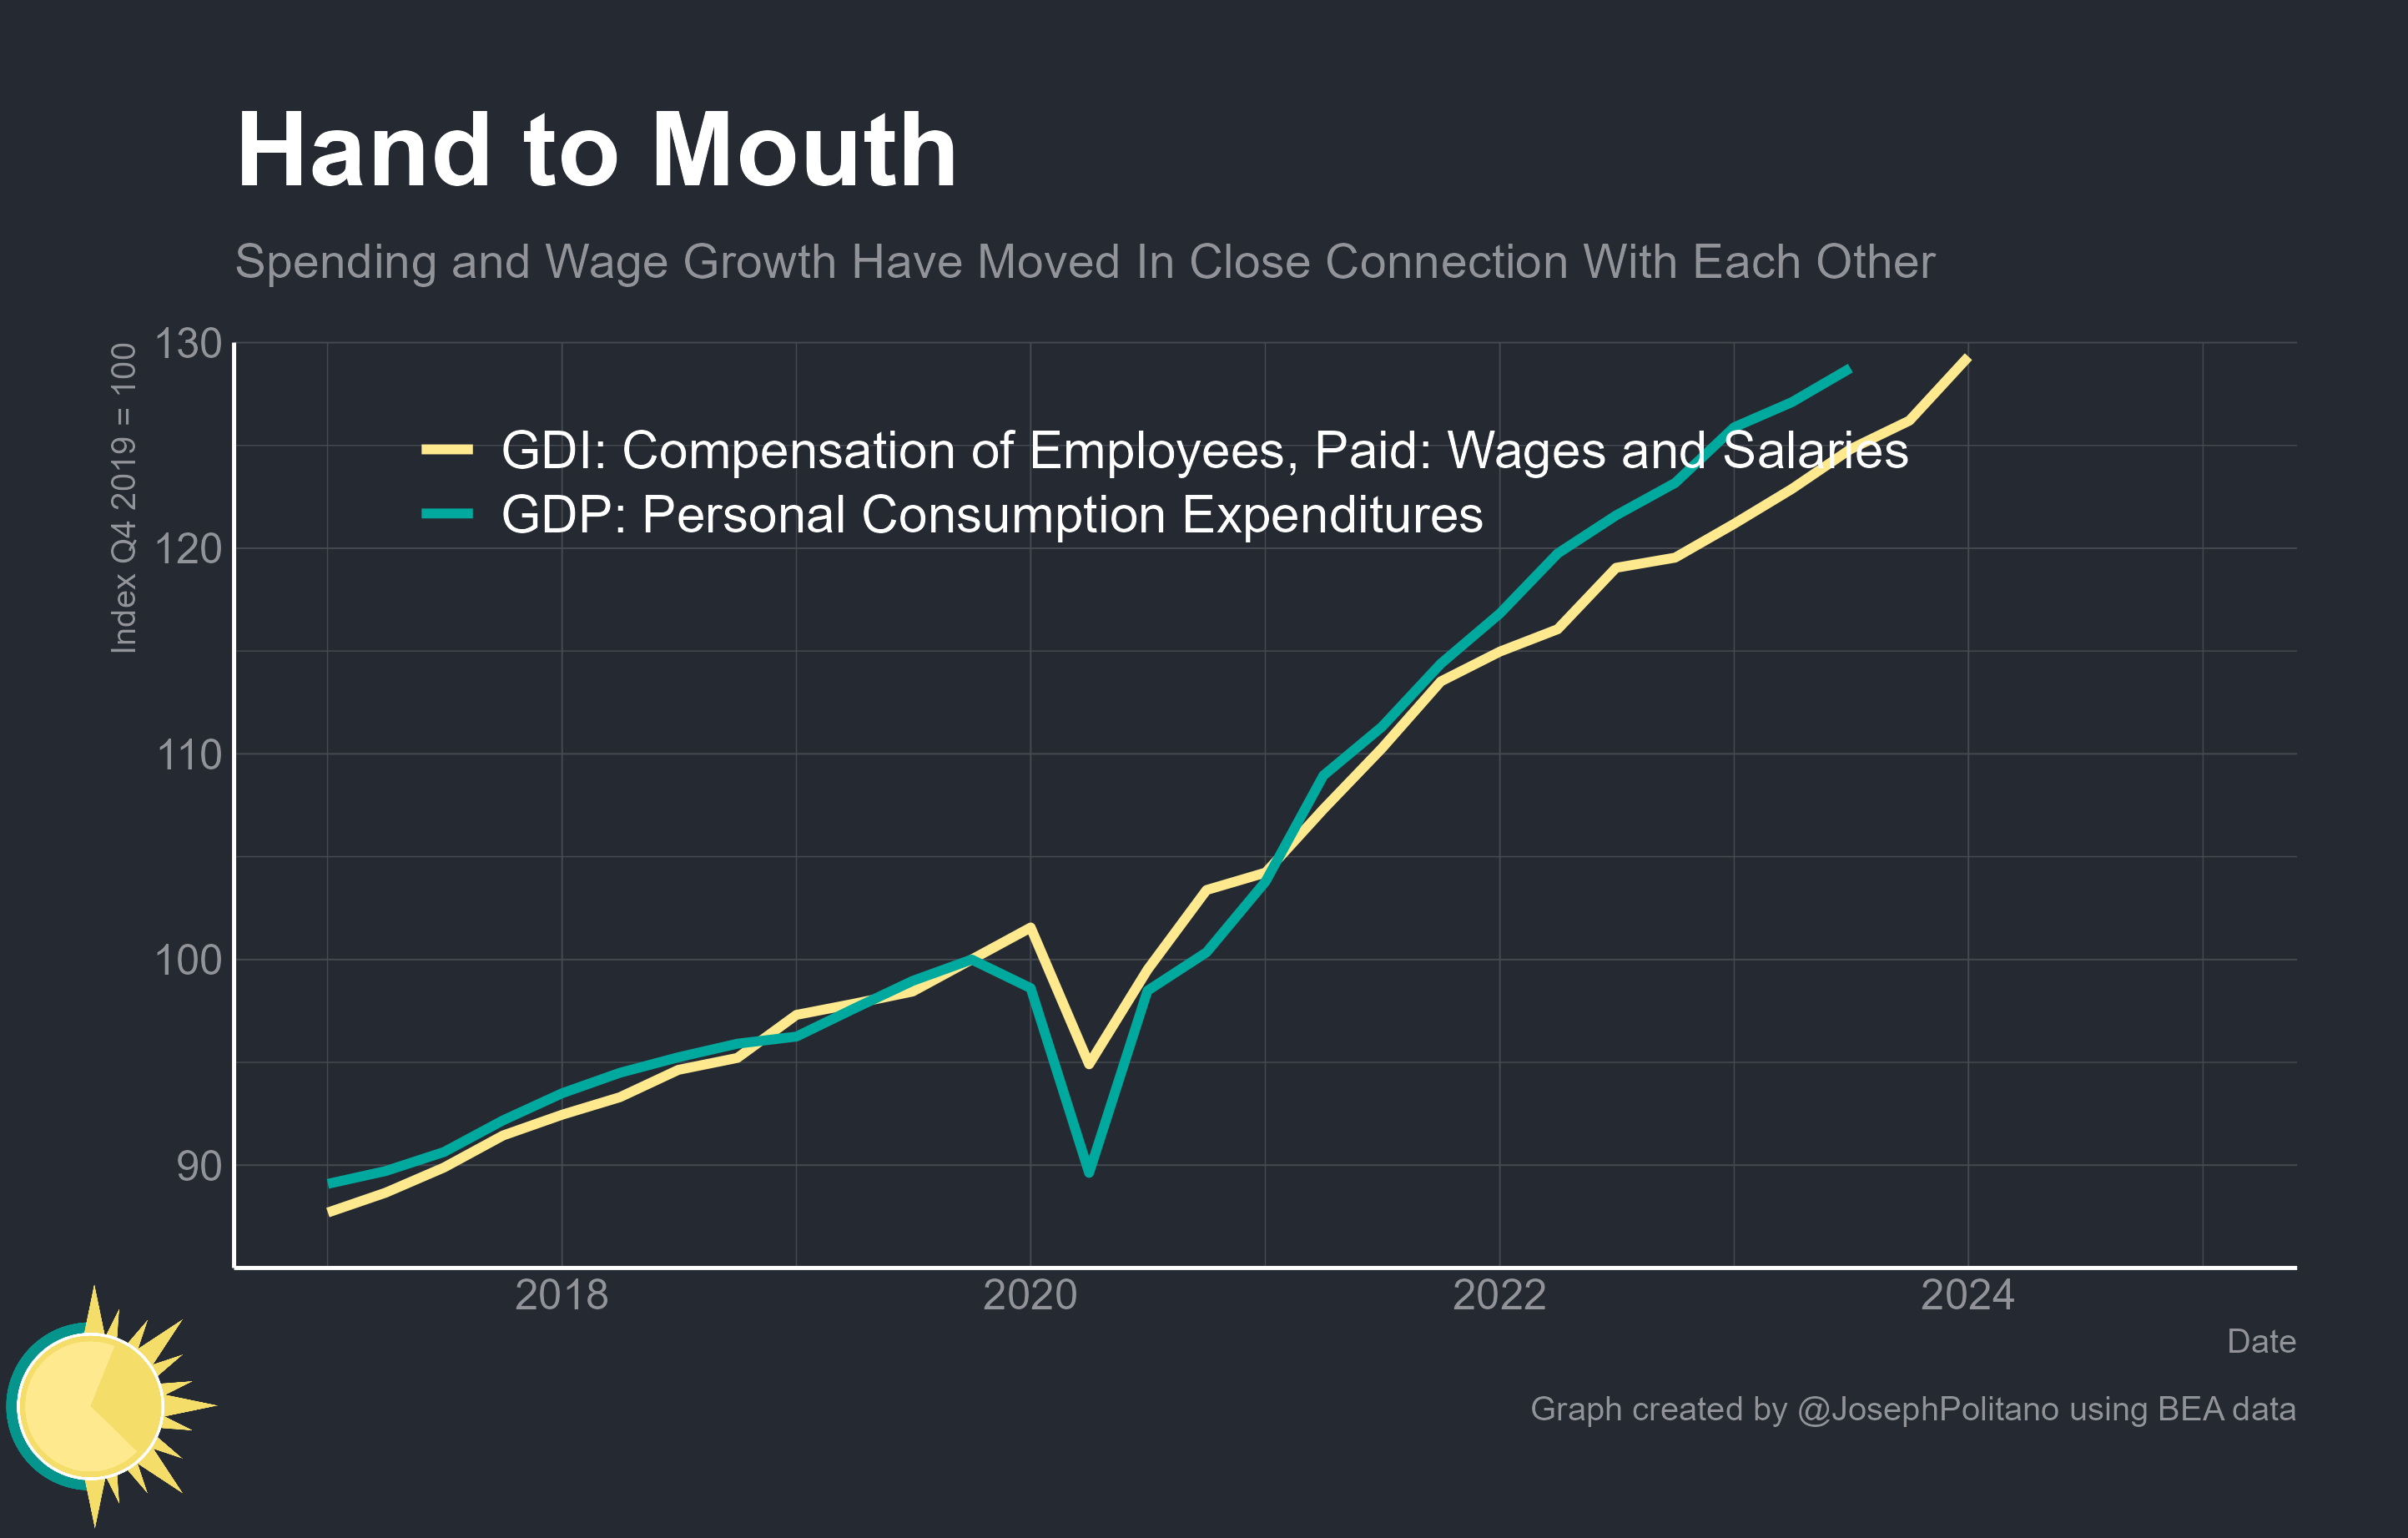 Hand to Mouth
Spending and Wage Growth Have Moved In Close Connection With Each Other
Index Q4 2019 = 100
130
120
110
100
90
GDI: Compensation of Employees, Paid: Wages and Salaries
GDP: Personal Consumption Expenditures
2018
2020
2022
2024
Date
Graph created by @JosephPolitano using BEA data